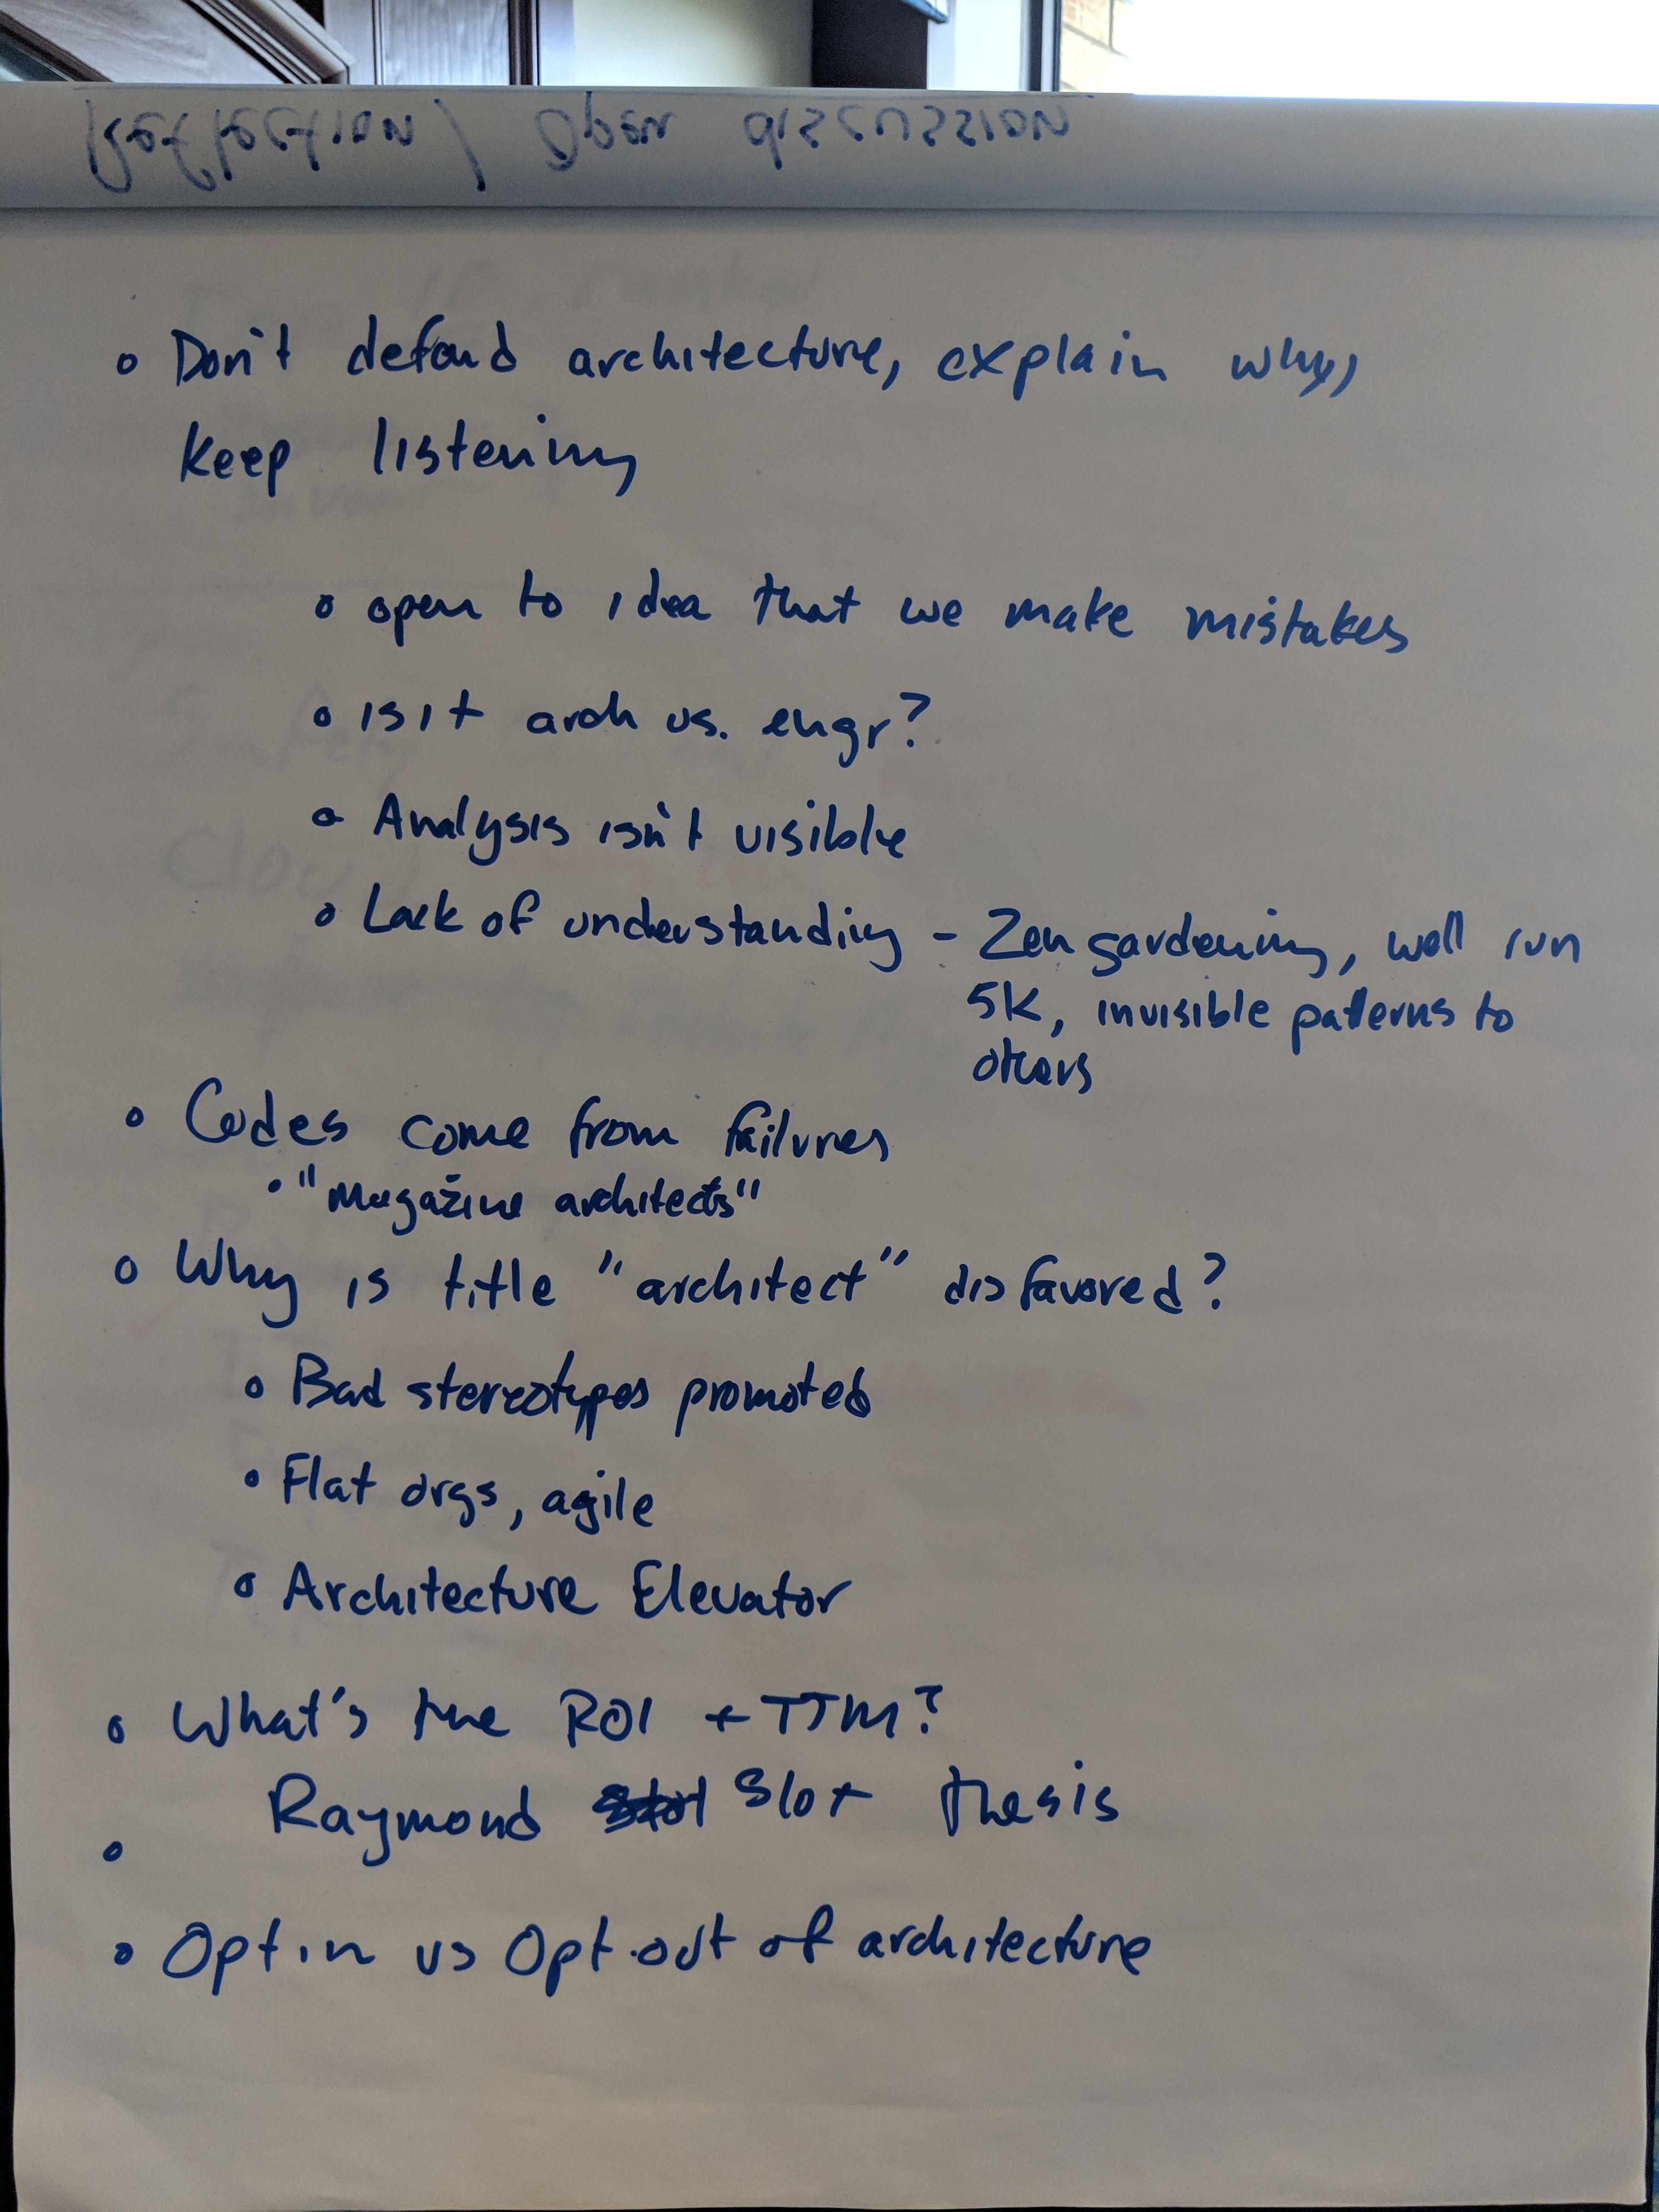 Reflection / Open discussion
Don't defend architecture, explain why,
Keep listening
open to idea that we make mistakes
is it arch vs. engr?
Analysis isn't visible
Lack of understanding - Zen gardening, well run
5K, invisible patterns to
others
Codes come from failures
"Magazine architects"
Why is title "architect" disfavored?
Bad stereotypes promoted
Flat orgs, agile
Architecture Elevator
What's the ROI + TTM?
Raymond Slot thesis
Opt in vs Opt-out of architecture